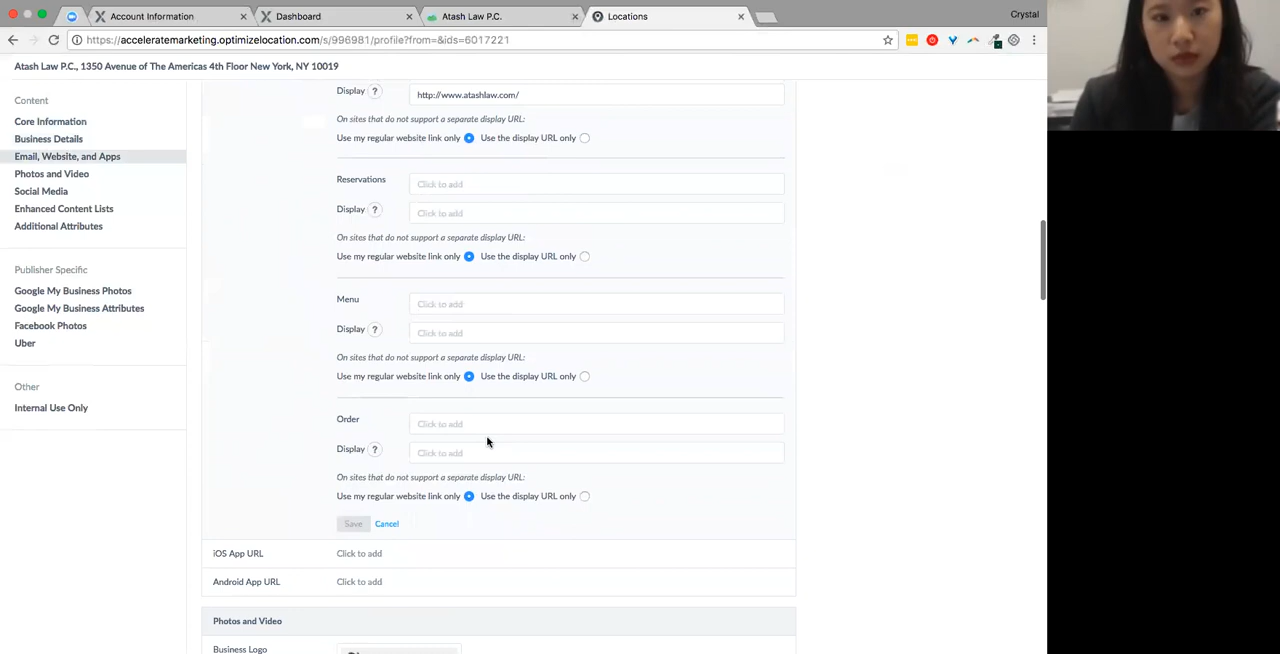 Account Information
Dashboard
Atash Law P.C.
Locations
Crystal
https://acceleratemarketing.optimizelocation.com/s/996981/profile?from=&ids=6017221
Atash Law P.C., 1350 Avenue of The Americas 4th Floor New York, NY 10019
Content
Core Information
Business Details
Email, Website, and Apps
Photos and Video
Social Media
Enhanced Content Lists
Additional Attributes
Publisher Specific
Google My Business Photos
Google My Business Attributes
Facebook Photos
Uber
Other
Internal Use Only
Display ? http://www.atashlaw.com/
On sites that do not support a separate display URL:
Use my regular website link only Use the display URL only
Reservations Click to add
Display ? Click to add
On sites that do not support a separate display URL:
Use my regular website link only Use the display URL only
Menu Click to add
Display ? Click to add
On sites that do not support a separate display URL:
Use my regular website link only Use the display URL only
Order Click to add
Display ? Click to add
On sites that do not support a separate display URL:
Use my regular website link only Use the display URL only
Save Cancel
iOS App URL Click to add
Android App URL Click to add
Photos and Video
Business Logo